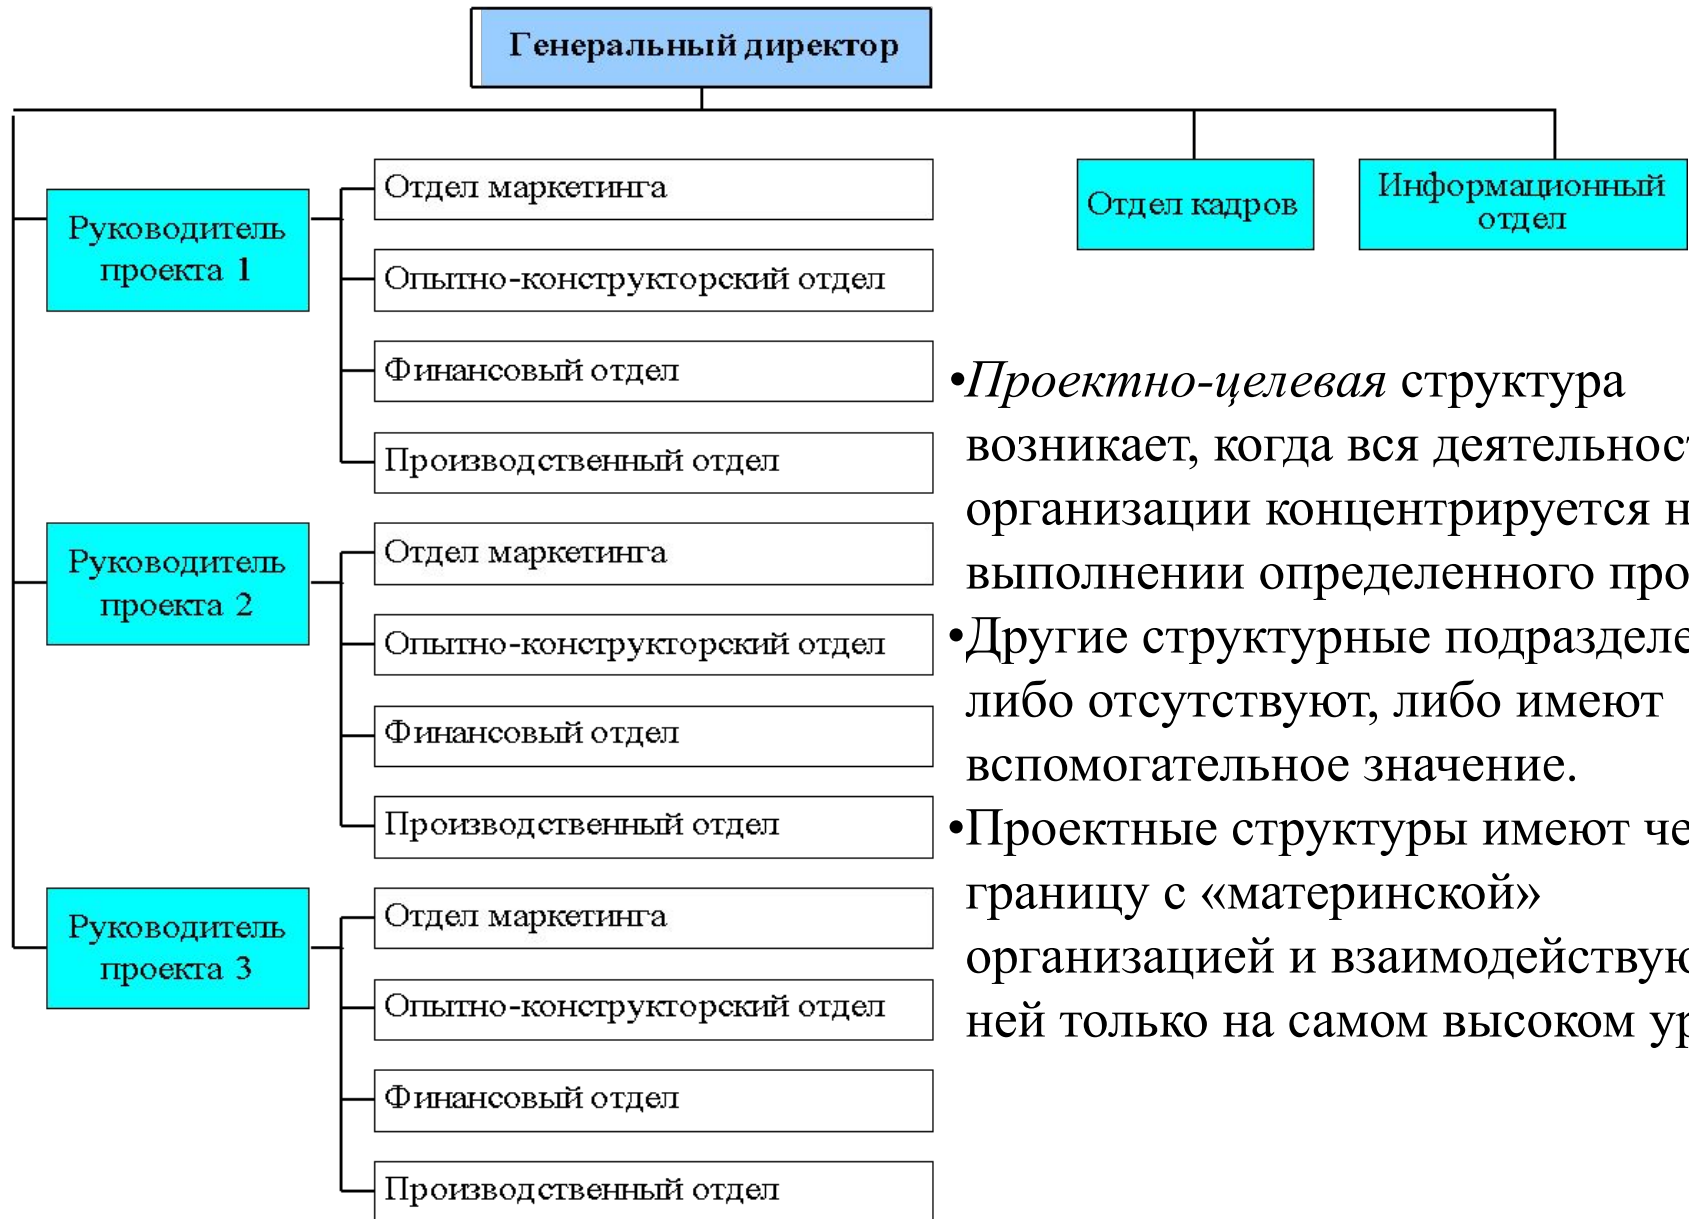 Генеральный директор
Руководитель
проекта 1
Отдел маркетинга
Опытно-конструкторский отдел
Финансовый отдел
Производственный отдел
Руководитель
проекта 2
Отдел маркетинга
Опытно-конструкторский отдел
Финансовый отдел
Производственный отдел
Руководитель
проекта 3
Отдел маркетинга
Опытно-конструкторский отдел
Финансовый отдел
Производственный отдел
Отдел кадров
Информационный
отдел
•Проектно-целевая структура
возникает, когда вся
организации концентрируется
выполнении определенного
•Другие структурные
либо отсутствуют, либо имеют
вспомогательное значение.
•Проектные структуры имеют
границу с «материнской»
организацией и
ней только на самом высоком